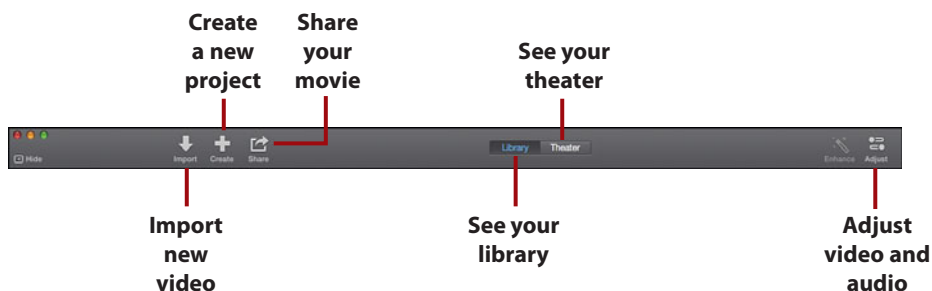 Create
a new
project
Share
your
movie
See your
theater
Hide
Import
Create
Share
Library
Theater
Enhance
Adjust
Import
new
video
See your
library
Adjust
video and
audio